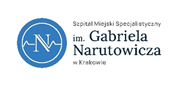 N
Szpital Miejski Specjalistyczny
im. Gabriela
Narutowicza
w Krakowie